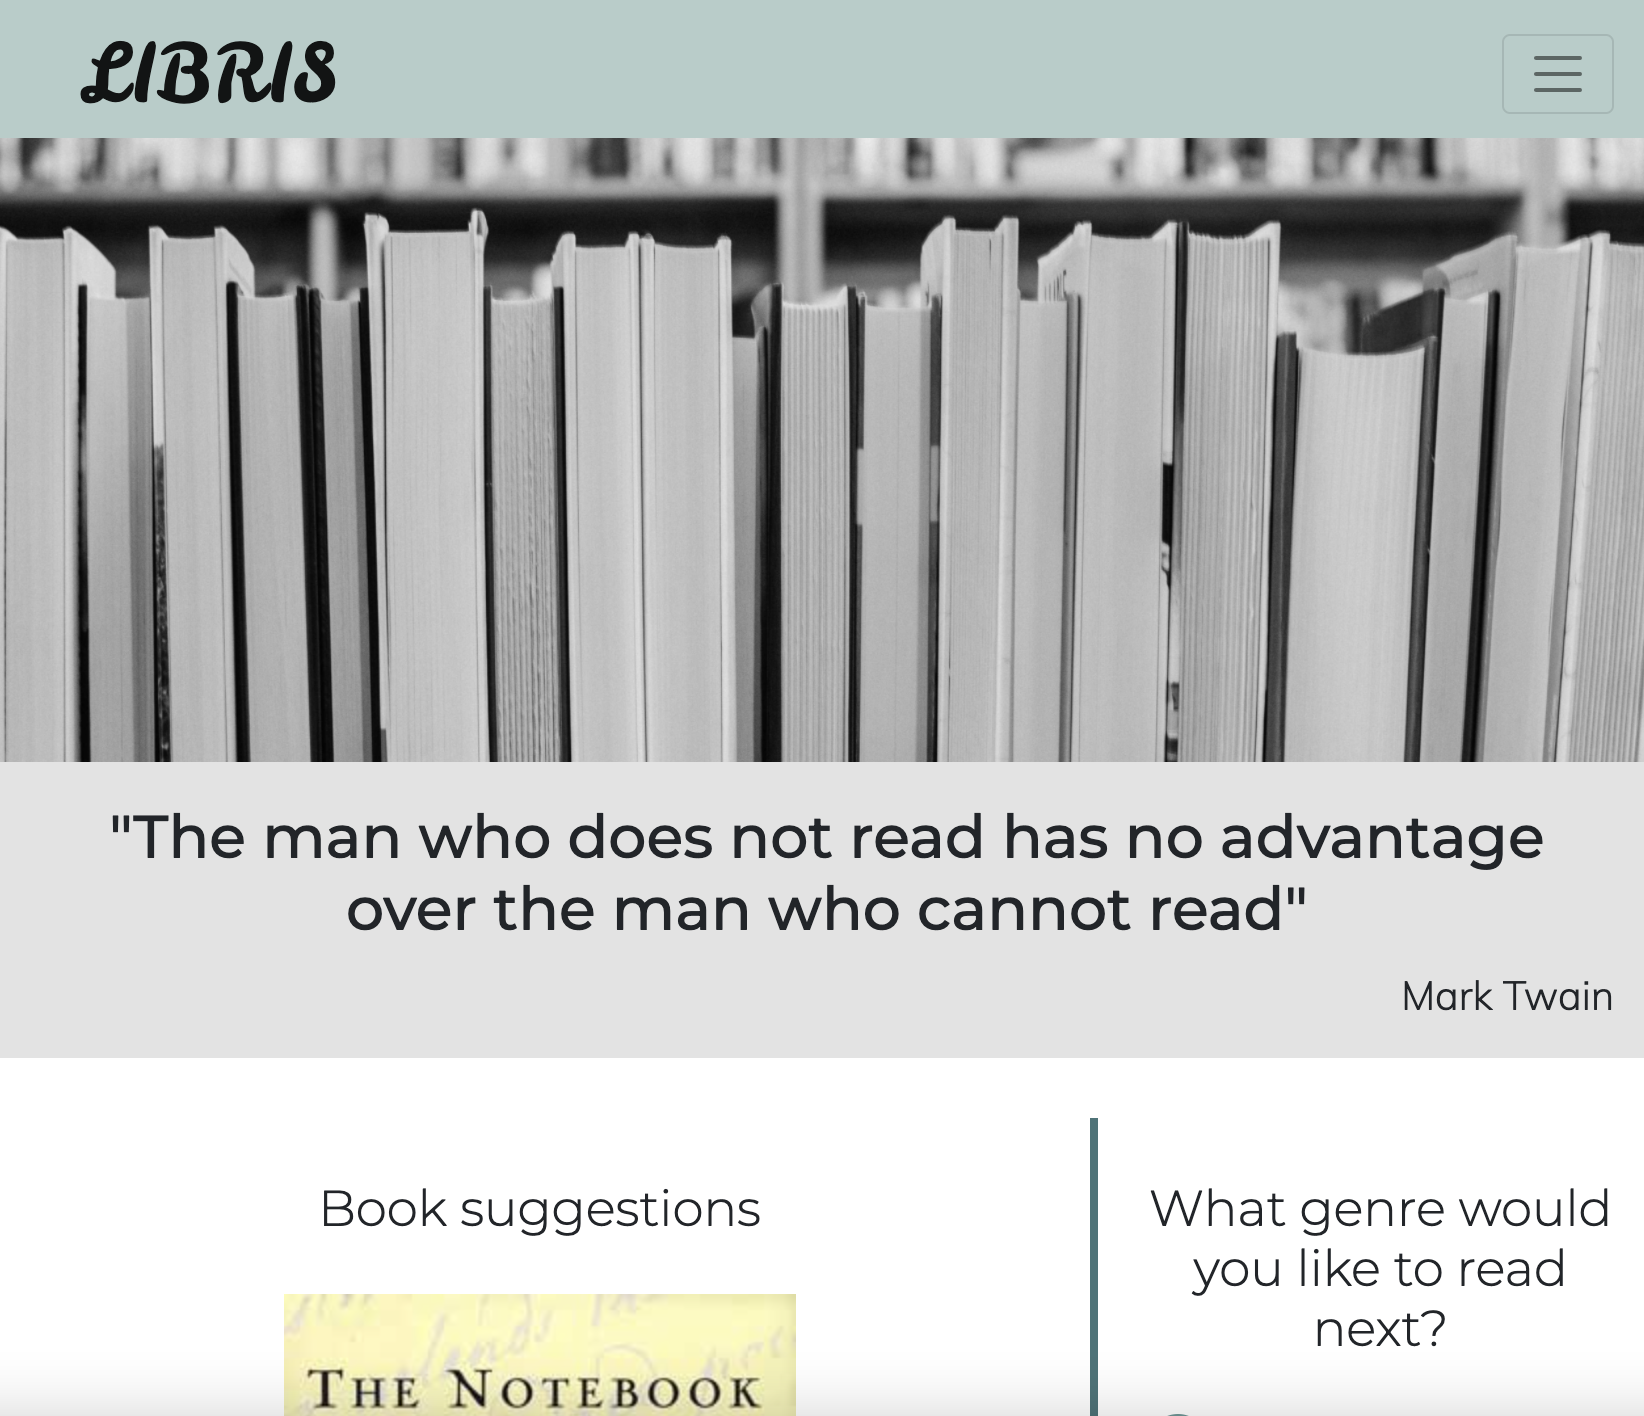 LIBRIS
"The man who does not read has no advantage
over the man who cannot read"
Mark Twain
Book suggestions
THE NOTEBOOK
What genre would
you like to read
next?